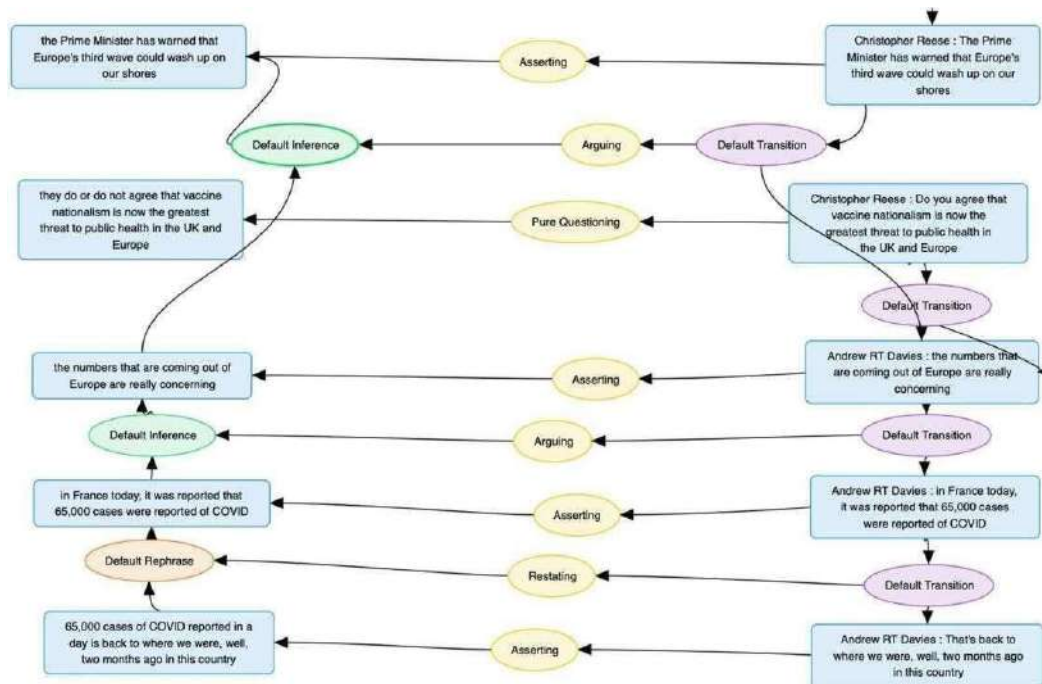 the Prime Minister has warned that
Europe's third wave could wash up on
our shores
Asserting
Christopher Reese : The Prime
Minister has warned that Europe's
third wave could wash up on our
shores
Default Inference
Arguing
Default Transition
they do or do not agree that vaccine
nationalism is now the greatest
threat to public health in the UK and
Europe
Pure Questioning
Christopher Reese : Do you agree that
vaccine nationalism is now the
greatest threat to public health in
the UK and Europe
Default Transition
the numbers that are coming out of
Europe are really concerning
Asserting
Andrew RT Davies : the numbers that
are coming out of Europe are really
concerning
Default Inference
Arguing
Default Transition
in France today, it was reported that
65,000 cases were reported of COVID
Asserting
Andrew RT Davies : in France today,
it was reported that 65,000 cases
were reported of COVID
Default Rephrase
Restating
Default Transition
65,000 cases of COVID reported in a
day is back to where we were, well,
two months ago in this country
Asserting
Andrew RT Davies : That's back to
where we were, well, two months ago
in this country